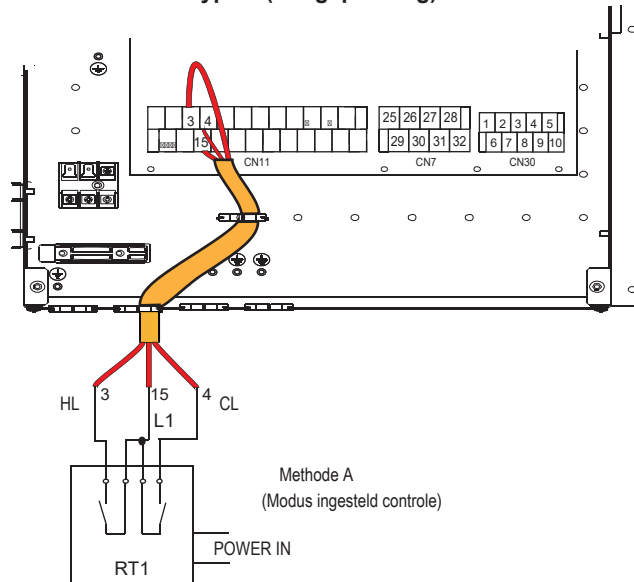 3 4
15
CN11
25 26 27 28
29 30 31 32
CN7
1 2 3 4 5
6 7 8 9 10
CN30
HL 3 15 4 CL
L1
Methode A
(Modus ingesteld controle)
POWER IN
RT1